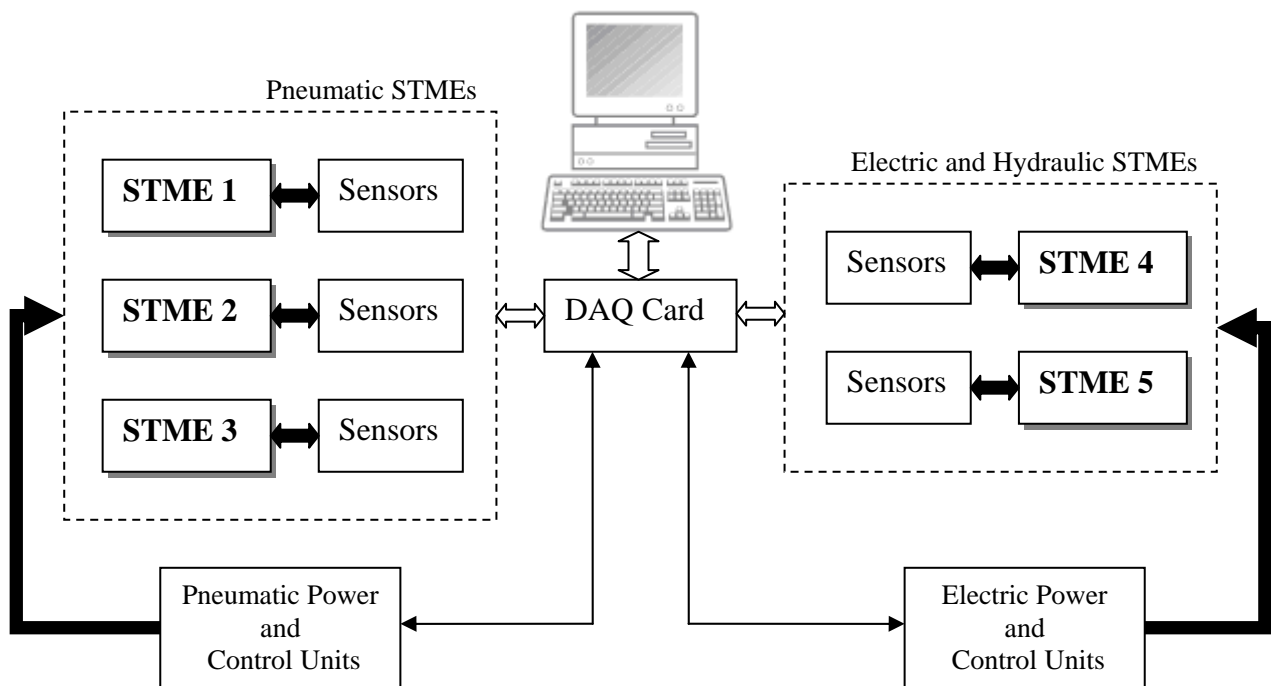 Pneumatic STMEs
STME 1
Sensors
STME 2
Sensors
STME 3
Sensors
DAQ Card
Electric and Hydraulic STMEs
Sensors
STME 4
Sensors
STME 5
Pneumatic Power
and
Control Units
Electric Power
and
Control Units